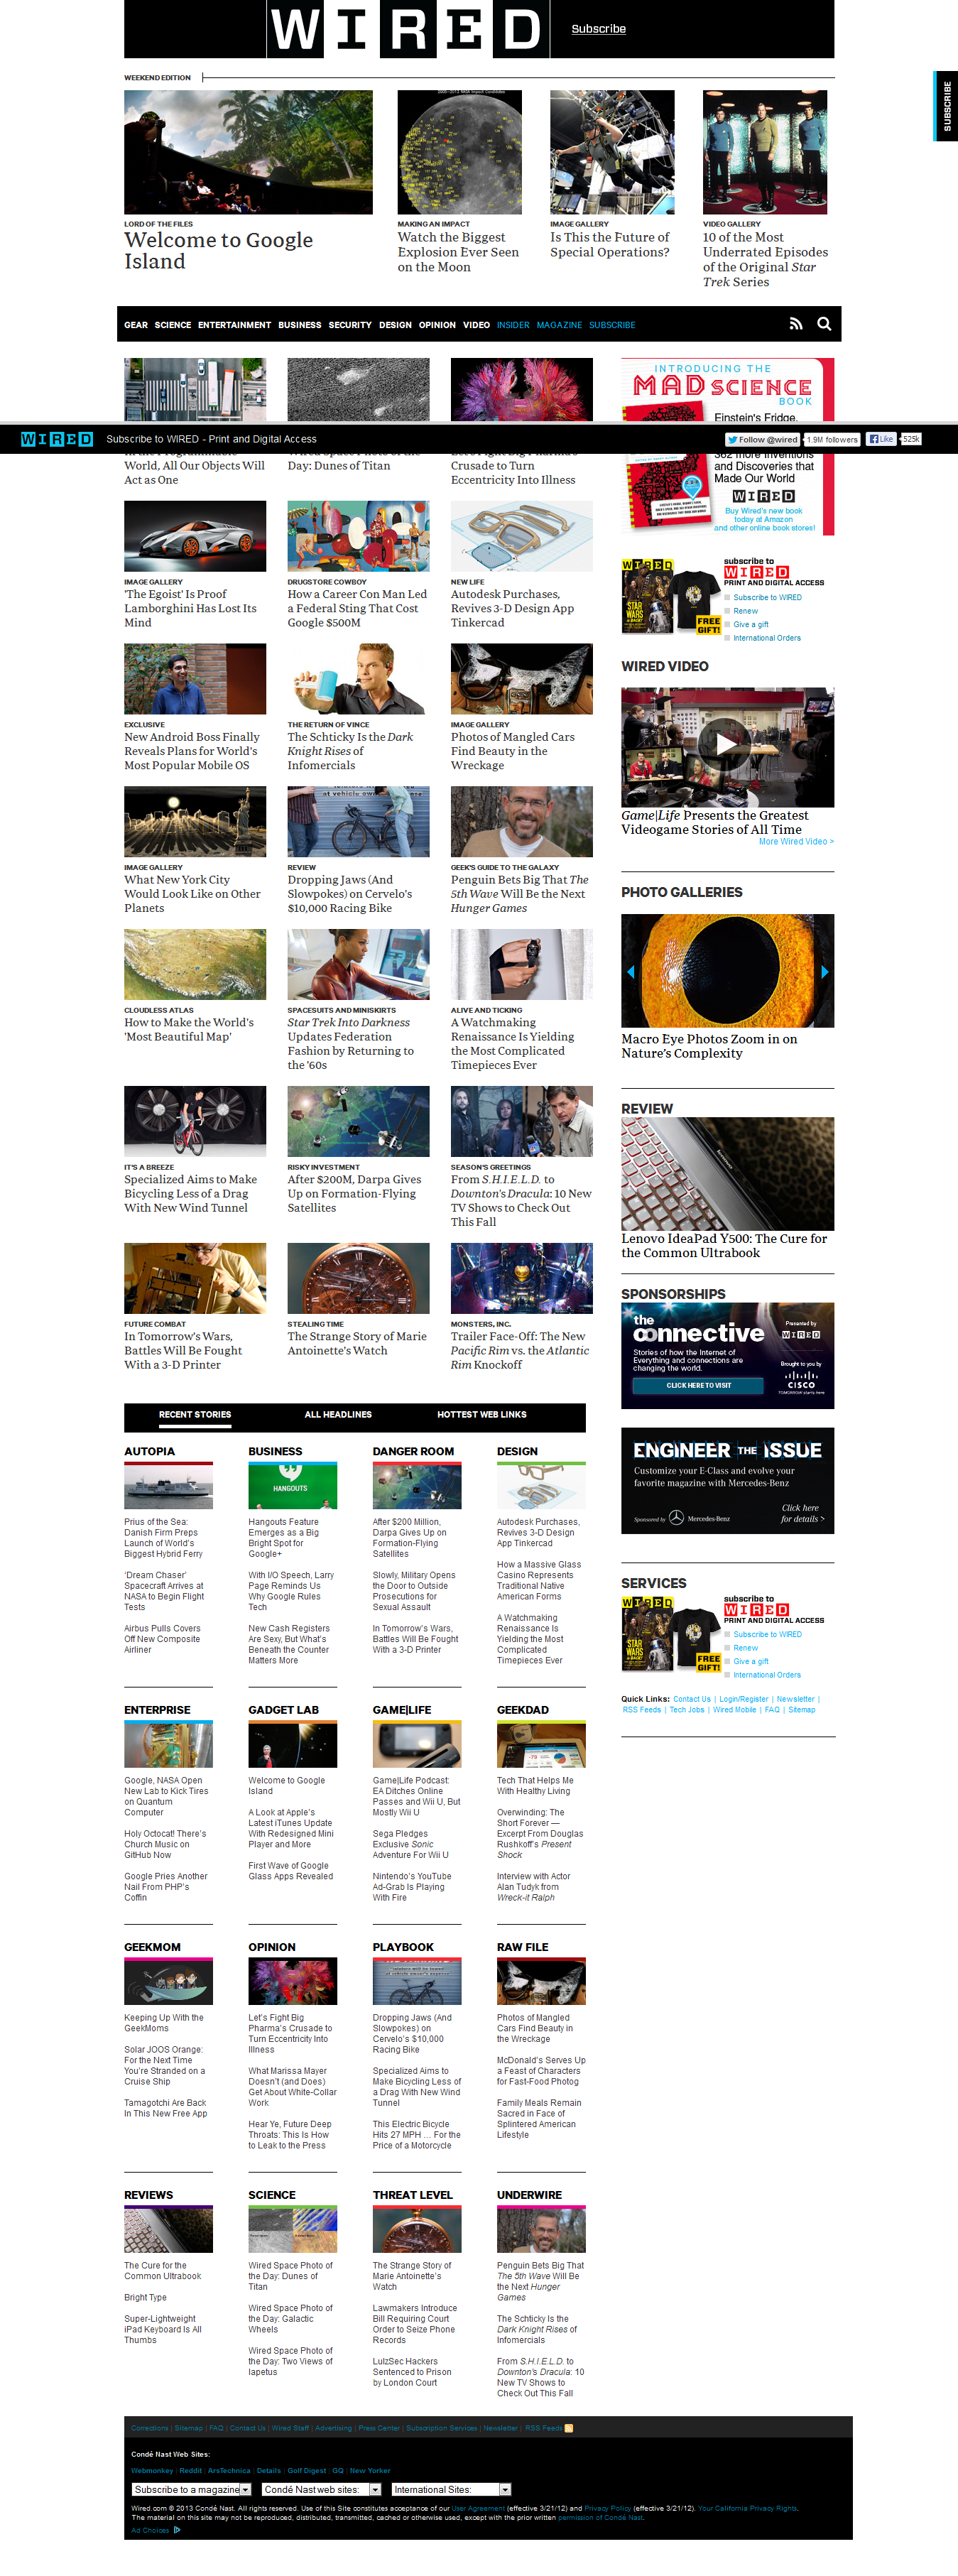 WIRED
Subscribe
SUBSCRIBE
WEEKEND EDITION
LORD OF THE FILES
Welcome to Google
Island
MAKING AN IMPACT
Watch the Biggest
Explosion Ever Seen
on the Moon
IMAGE GALLERY
Is This the Future of
Special Operations?
VIDEO GALLERY
10 of the Most
Underrated Episodes
of the Original Star
Trek Series
GEAR SCIENCE ENTERTAINMENT BUSINESS SECURITY DESIGN OPINION VIDEO INSIDER MAGAZINE SUBSCRIBE
INTRODUCING THE
MAD SCIENCE
BOOK
Einstein's Fridge,
WIRED
Subscribe to WIRED - Print and Digital Access
Follow @wired
1.9M followers
Like
525k
World, All Our Objects Will
Act as One
Day: Dunes of Titan
Crusade to Turn
Eccentricity Into Illness
362 more Inventions
and Discoveries that
Made Our World
WIRED
Buy Wired's new book
today at Amazon
and other online book stores!
IMAGE GALLERY
'The Egoist' Is Proof
Lamborghini Has Lost Its
Mind
DRUGSTORE COWBOY
How a Career Con Man Led
a Federal Sting That Cost
Google $500M
NEW LIFE
Autodesk Purchases,
Revives 3-D Design App
Tinkercad
subscribe to
WIRED
PRINT AND DIGITAL ACCESS
Subscribe to WIRED
Renew
Give a gift
International Orders
FREE
GIFT!
EXCLUSIVE
New Android Boss Finally
Reveals Plans for World's
Most Popular Mobile OS
THE RETURN OF VINCE
The Schticky Is the Dark
Knight Rises of
Infomercials
IMAGE GALLERY
Photos of Mangled Cars
Find Beauty in the
Wreckage
WIRED VIDEO
Game|Life Presents the Greatest
Videogame Stories of All Time
More Wired Video >
IMAGE GALLERY
What New York City
Would Look Like on Other
Planets
REVIEW
Dropping Jaws (And
Slowpokes) on Cervelo's
$10,000 Racing Bike
GEEK'S GUIDE TO THE GALAXY
Penguin Bets Big That The
5th Wave Will Be the Next
Hunger Games
PHOTO GALLERIES
Macro Eye Photos Zoom in on
Nature's Complexity
CLOUDLESS ATLAS
How to Make the World's
'Most Beautiful Map'
SPACESUITS AND MINISKIRTS
Star Trek Into Darkness
Updates Federation
Fashion by Returning to
the '60s
ALIVE AND TICKING
A Watchmaking
Renaissance Is Yielding
the Most Complicated
Timepieces Ever
REVIEW
Lenovo IdeaPad Y500: The Cure for
the Common Ultrabook
IT'S A BREEZE
Specialized Aims to Make
Bicycling Less of a Drag
With New Wind Tunnel
RISKY INVESTMENT
After $200M, Darpa Gives
Up on Formation-Flying
Satellites
SEASON'S GREETINGS
From S.H.I.E.L.D. to
Downton's Dracula: 10 New
TV Shows to Check Out
This Fall
FUTURE COMBAT
In Tomorrow's Wars,
Battles Will Be Fought
With a 3-D Printer
STEALING TIME
The Strange Story of Marie
Antoinette's Watch
MONSTERS, INC.
Trailer Face-Off: The New
Pacific Rim vs. the Atlantic
Rim Knockoff
SPONSORSHIPS
the
connective
Stories of how the Internet of
Everything and connections are
changing the world.
CLICK HERE TO VISIT
Presented by
WIRED
Brought to you by
CISCO
TOMORROW starts here
ENGINEER THE ISSUE
Customize your E-Class and evolve your
favorite magazine with Mercedes-Benz
Sponsored by
Mercedes-Benz
Click here
for details >
RECENT STORIES
ALL HEADLINES
HOTTEST WEB LINKS
AUTOPIA
Prius of the Sea:
Danish Firm Preps
Launch of World's
Biggest Hybrid Ferry
'Dream Chaser'
Spacecraft Arrives at
NASA to Begin Flight
Tests
Airbus Pulls Covers
Off New Composite
Airliner
BUSINESS
HANGOUTS
Hangouts Feature
Emerges as a Big
Bright Spot for
Google+
With I/O Speech, Larry
Page Reminds Us
Why Google Rules
Tech
New Cash Registers
Are Sexy, But What's
Beneath the Counter
Matters More
DANGER ROOM
After $200 Million,
Darpa Gives Up on
Formation-Flying
Satellites
Slowly, Military Opens
the Door to Outside
Prosecutions for
Sexual Assault
In Tomorrow's Wars,
Battles Will Be Fought
With a 3-D Printer
DESIGN
Autodesk Purchases,
Revives 3-D Design
App Tinkercad
How a Massive Glass
Casino Represents
Traditional Native
American Forms
A Watchmaking
Renaissance Is
Yielding the Most
Complicated
Timepieces Ever
SERVICES
subscribe to
WIRED
PRINT AND DIGITAL ACCESS
Subscribe to WIRED
Renew
Give a gift
International Orders
FREE
GIFT!
Quick Links: Contact Us | Login/Register | Newsletter |
RSS Feeds | Tech Jobs | Wired Mobile | FAQ | Sitemap
ENTERPRISE
Google, NASA Open
New Lab to Kick Tires
on Quantum
Computer
Holy Octocat! There's
Church Music on
GitHub Now
Google Pries Another
Nail From PHP's
Coffin
GADGET LAB
Welcome to Google
Island
A Look at Apple's
Latest iTunes Update
With Redesigned Mini
Player and More
First Wave of Google
Glass Apps Revealed
GAME|LIFE
Game|Life Podcast:
EA Ditches Online
Passes and Wii U, But
Mostly Wii U
Sega Pledges
Exclusive Sonic
Adventure For Wii U
Nintendo's YouTube
Ad-Grab Is Playing
With Fire
GEEKDAD
Tech That Helps Me
With Healthy Living
Overwinding: The
Short Forever —
Excerpt From Douglas
Rushkoff's Present
Shock
Interview with Actor
Alan Tudyk from
Wreck-it Ralph
GEEKMOM
Keeping Up With the
GeekMoms
Solar JOOS Orange:
For the Next Time
You're Stranded on a
Cruise Ship
Tamagotchi Are Back
In This New Free App
OPINION
Let's Fight Big
Pharma's Crusade to
Turn Eccentricity Into
Illness
What Marissa Mayer
Doesn't (and Does)
Get About White-Collar
Work
Hear Ye, Future Deep
Throats: This Is How
to Leak to the Press
PLAYBOOK
Dropping Jaws (And
Slowpokes) on
Cervelo's $10,000
Racing Bike
Specialized Aims to
Make Bicycling Less of
a Drag With New Wind
Tunnel
This Electric Bicycle
Hits 27 MPH … For the
Price of a Motorcycle
RAW FILE
Photos of Mangled
Cars Find Beauty in
the Wreckage
McDonald's Serves Up
a Feast of Characters
for Fast-Food Photog
Family Meals Remain
Sacred in Face of
Splintered American
Lifestyle
REVIEWS
The Cure for the
Common Ultrabook
Bright Type
Super-Lightweight
iPad Keyboard Is All
Thumbs
SCIENCE
Wired Space Photo of
the Day: Dunes of
Titan
Wired Space Photo of
the Day: Galactic
Wheels
Wired Space Photo of
the Day: Two Views of
Iapetus
THREAT LEVEL
The Strange Story of
Marie Antoinette's
Watch
Lawmakers Introduce
Bill Requiring Court
Order to Seize Phone
Records
LulzSec Hackers
Sentenced to Prison
by London Court
UNDERWIRE
Penguin Bets Big That
The 5th Wave Will Be
the Next Hunger
Games
The Schticky Is the
Dark Knight Rises of
Infomercials
From S.H.I.E.L.D. to
Downton's Dracula: 10
New TV Shows to
Check Out This Fall
Corrections | Sitemap | FAQ | Contact Us | Wired Staff | Advertising | Press Center | Subscription Services | Newsletter | RSS Feeds
Condé Nast Web Sites:
Webmonkey | Reddit | ArsTechnica | Details | Golf Digest | GQ | New Yorker
Subscribe to a magazine
Condé Nast web sites:
International Sites:
Wired.com © 2013 Condé Nast. All rights reserved. Use of this Site constitutes acceptance of our User Agreement (effective 3/21/12) and Privacy Policy (effective 3/21/12). Your California Privacy Rights.
The material on this site may not be reproduced, distributed, transmitted, cached or otherwise used, except with the prior written permission of Condé Nast.
Ad Choices